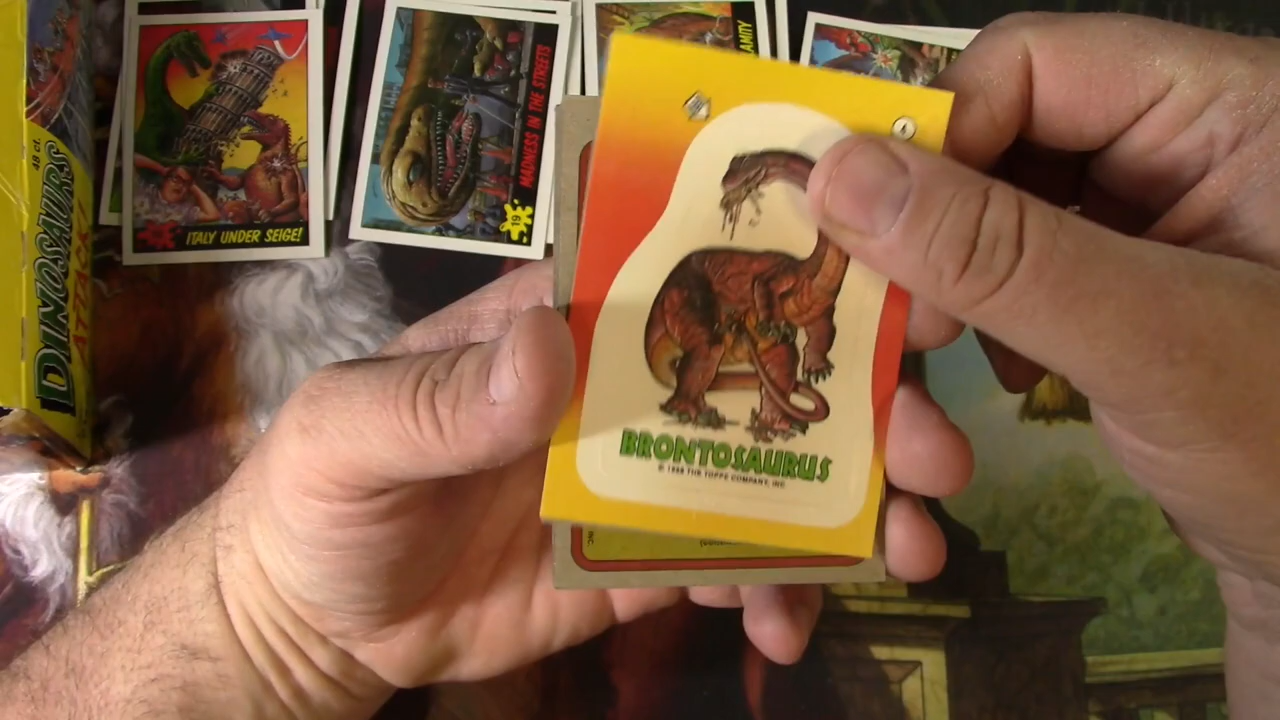 48 ct.
DINOSAURS
ATTACK!
ITALY UNDER SEIGE!
MADNESS IN THE STREETS
19
AMITY
BRONTOSAURUS
© 1988 THE TOPPS COMPANY, INC.
INC.